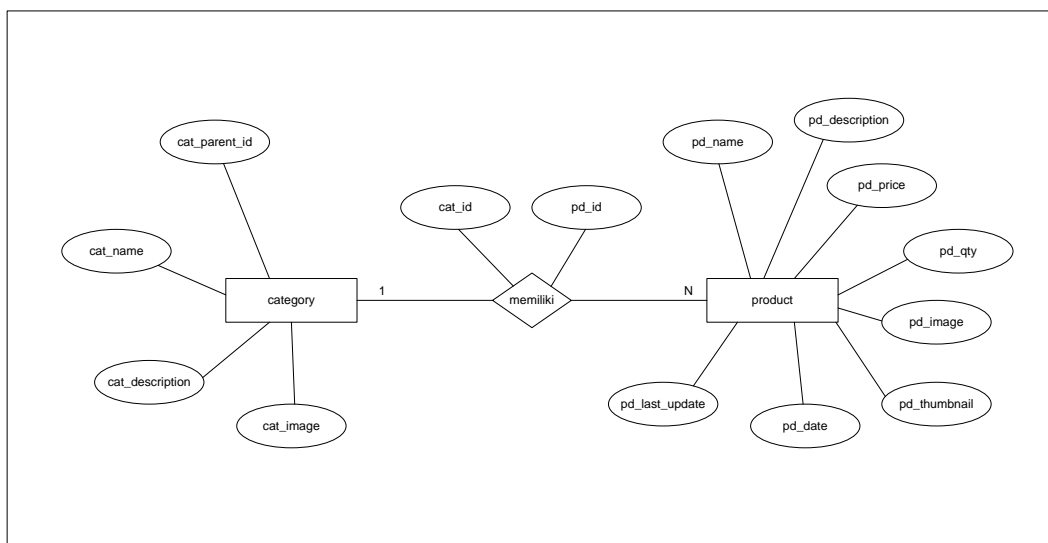 pd_description
cat_parent_id
pd_name
pd_price
cat_id
pd_id
cat_name
pd_qty
category
1
memiliki
N
product
pd_image
cat_description
pd_last_update
pd_thumbnail
cat_image
pd_date